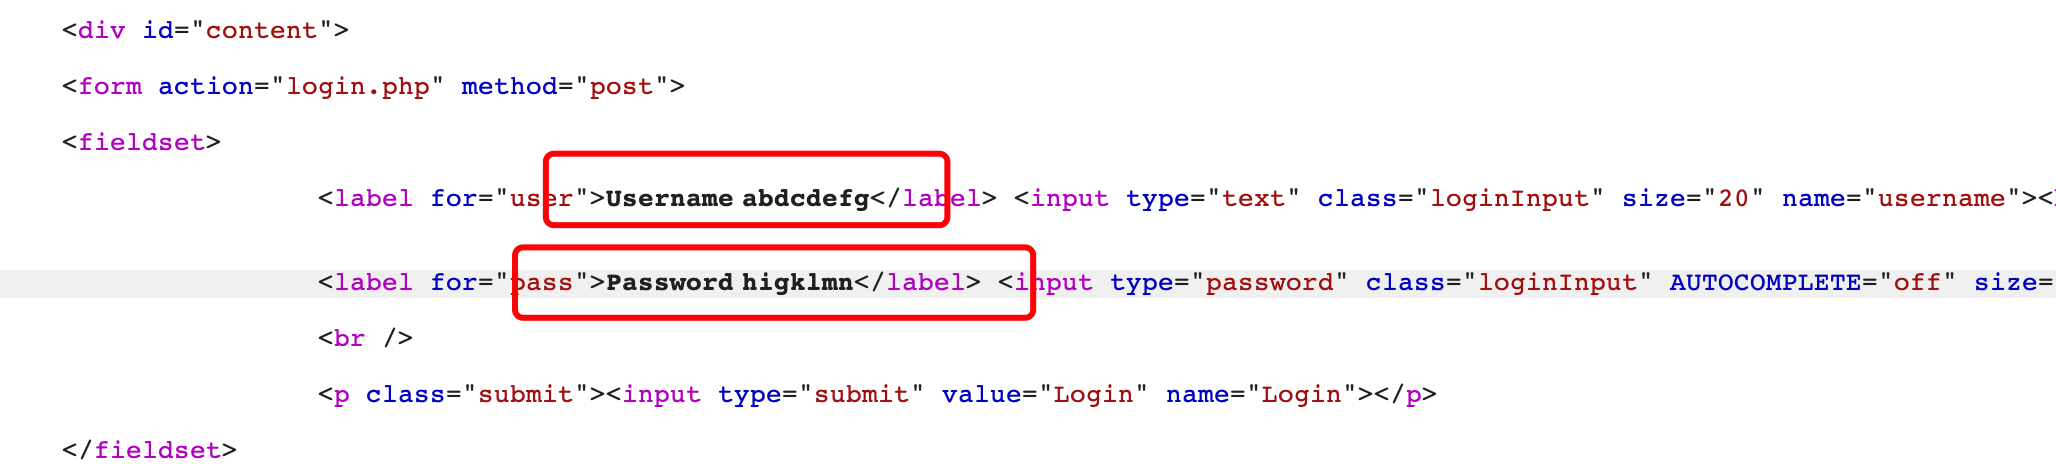 <div id="content">
<form action="login.php" method="post">
<fieldset>
<label for="user">Username abdcdefg</label> <input type="text" class="loginInput" size="20" name="username"><
<label for="pass">Password higklmn</label> <input type="password" class="loginInput" AUTOCOMPLETE="off" size=
<br />
<p class="submit"><input type="submit" value="Login" name="Login"></p>
</fieldset>